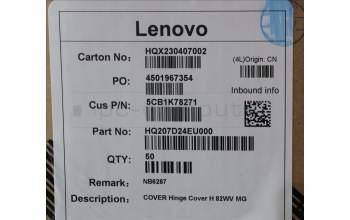 Lenovo
Carton No: HQX230407002
(4L)Origin: CN
PO: 4501967354
Inbound info
Cus P/N: 5CB1K78271
Part No: HQ207D24EU000
QTY: 50
Remark: NB6287
Description: COVER Hinge Cover H 82WV MG